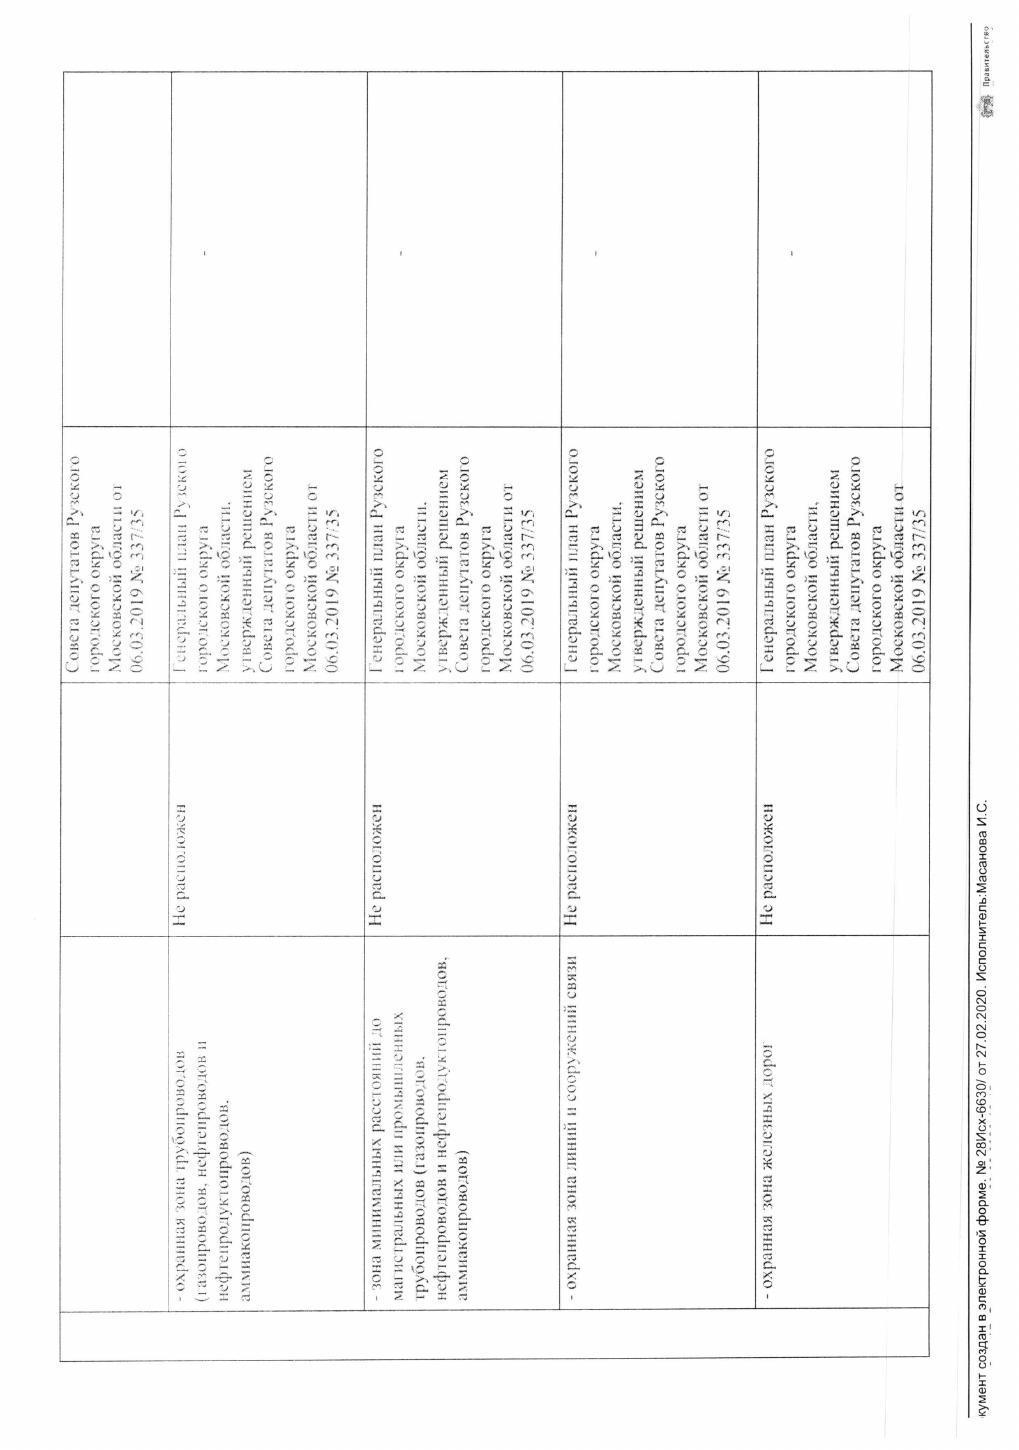 Совета депутатов Рузского
городского округа
Московской области от
06.03.2019 № 337/35
- охранная зона трубопроводов
(газопроводов, нефтепроводов и
нефтепродуктопроводов,
аммиакопроводов)
Не расположен
Генеральный план Рузского
городского округа
Московской области,
утвержденный решением
Совета депутатов Рузского
городского округа
Московской области от
06.03.2019 № 337/35
-
- зона минимальных расстояний до
магистральных или промышленных
трубопроводов (газопроводов,
нефтепроводов и нефтепродуктопроводов,
аммиакопроводов)
Не расположен
Генеральный план Рузского
городского округа
Московской области,
утвержденный решением
Совета депутатов Рузского
городского округа
Московской области от
06.03.2019 № 337/35
-
- охранная зона линий и сооружений связи
Не расположен
Генеральный план Рузского
городского округа
Московской области,
утвержденный решением
Совета депутатов Рузского
городского округа
Московской области от
06.03.2019 № 337/35
-
- охранная зона железных дорог
Не расположен
Генеральный план Рузского
городского округа
Московской области,
утвержденный решением
Совета депутатов Рузского
городского округа
Московской области от
06.03.2019 № 337/35
-
кумент создан в электронной форме. № 28Исх-6630/ от 27.02.2020. Исполнитель:Масанова И.С.
Правительство